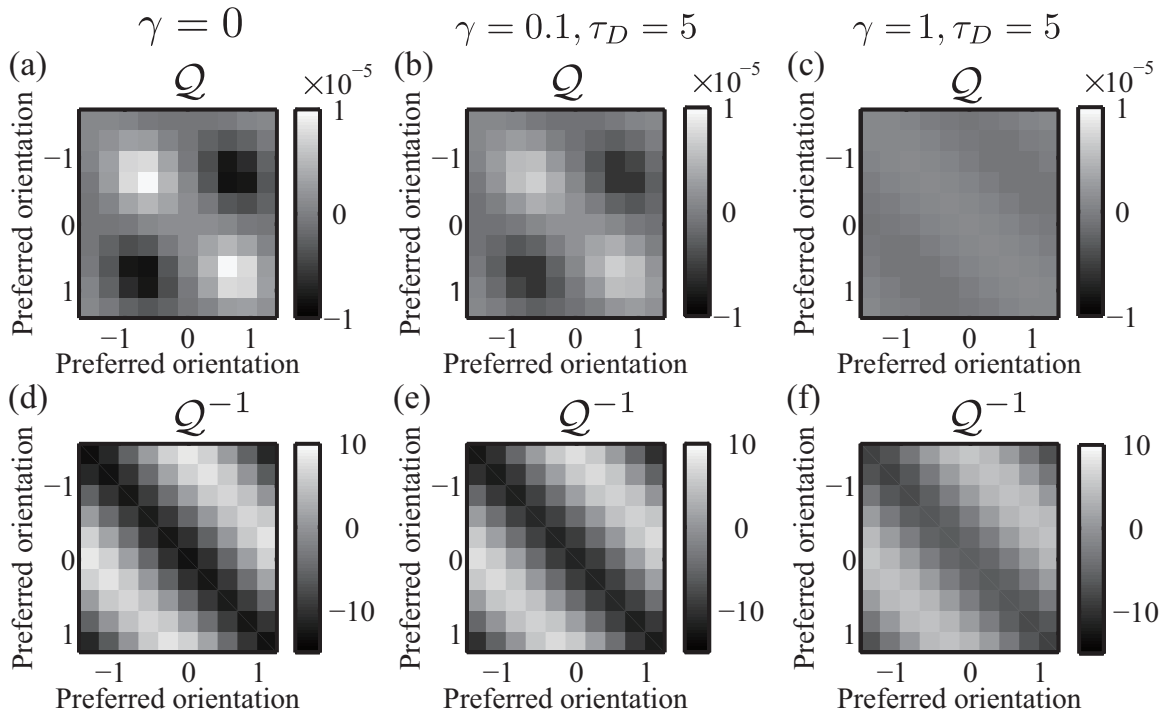 γ = 0
γ = 0.1, τ_D = 5
γ = 1, τ_D = 5
(a)
Q
×10⁻⁵
Preferred orientation
−1
0
1
−1 0 1
Preferred orientation
1
0
−1
(b)
Q
×10⁻⁵
Preferred orientation
−1
0
1
−1 0 1
Preferred orientation
1
0
−1
(c)
Q
×10⁻⁵
Preferred orientation
−1
0
1
−1 0 1
Preferred orientation
1
0
−1
(d)
Q⁻¹
Preferred orientation
−1
0
1
−1 0 1
Preferred orientation
10
0
−10
(e)
Q⁻¹
Preferred orientation
−1
0
1
−1 0 1
Preferred orientation
10
0
−10
(f)
Q⁻¹
Preferred orientation
−1
0
1
−1 0 1
Preferred orientation
10
0
−10